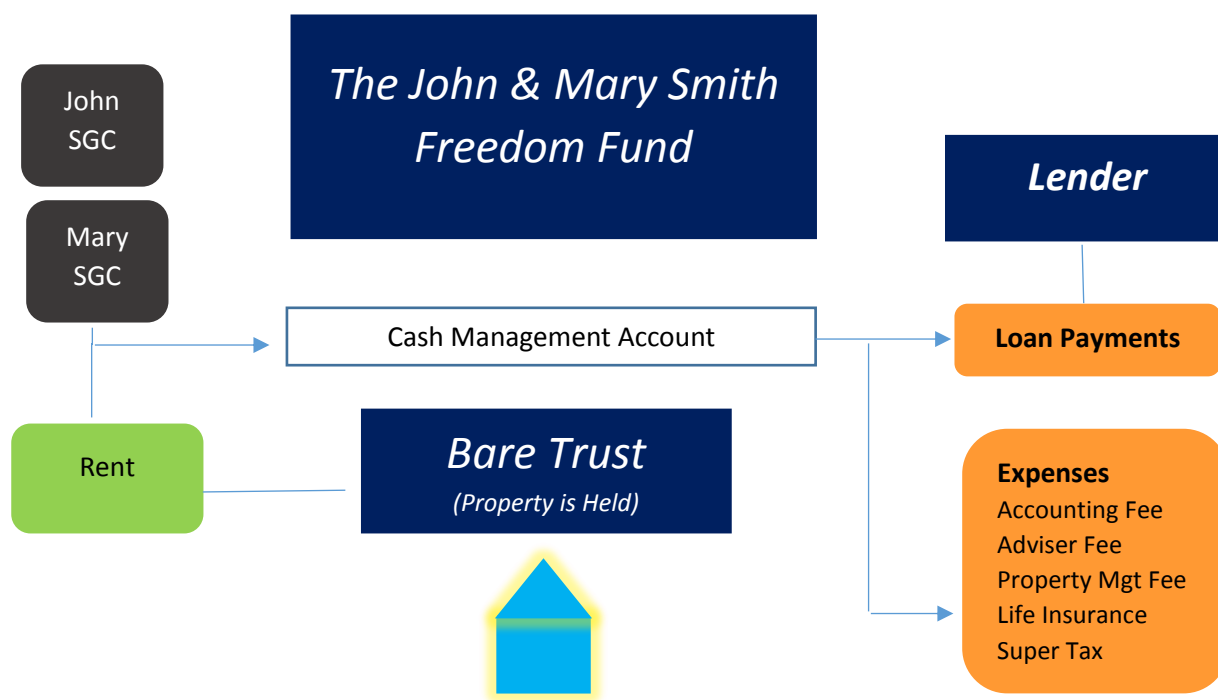 John
SGC
The John & Mary Smith
Freedom Fund
Lender
Mary
SGC
Cash Management Account
Loan Payments
Rent
Bare Trust
(Property is Held)
Expenses
Accounting Fee
Adviser Fee
Property Mgt Fee
Life Insurance
Super Tax